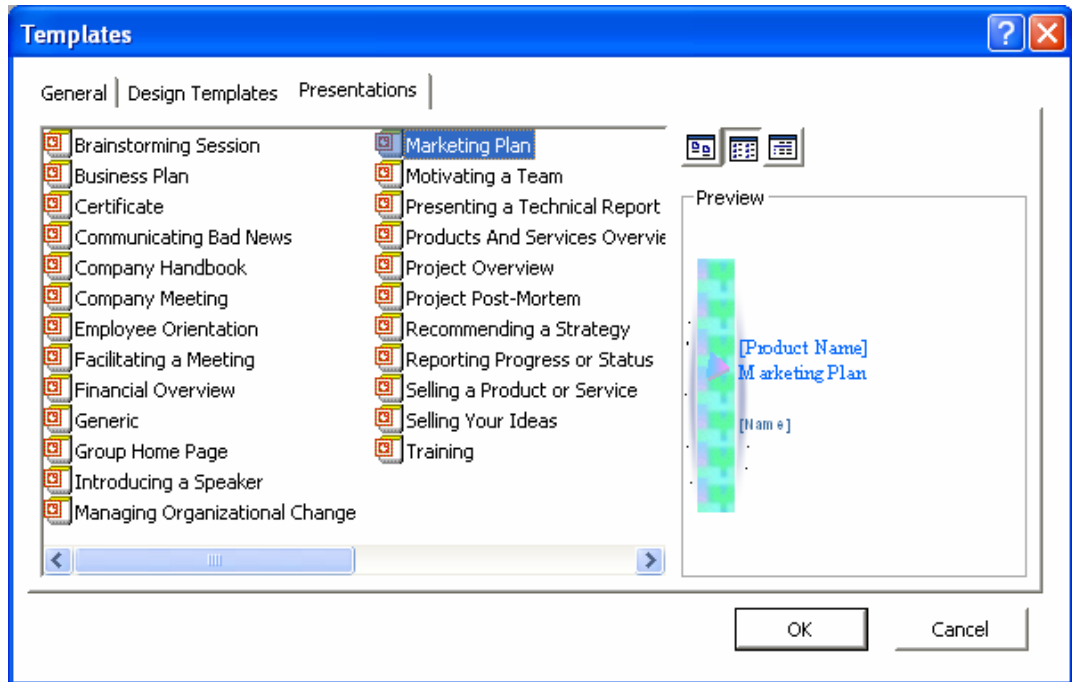 Templates
General
Design Templates
Presentations
Brainstorming Session
Business Plan
Certificate
Communicating Bad News
Company Handbook
Company Meeting
Employee Orientation
Facilitating a Meeting
Financial Overview
Generic
Group Home Page
Introducing a Speaker
Managing Organizational Change
Marketing Plan
Motivating a Team
Presenting a Technical Report
Products And Services Overvie
Project Overview
Project Post-Mortem
Recommending a Strategy
Reporting Progress or Status
Selling a Product or Service
Selling Your Ideas
Training
Preview
[Product Name]
Marketing Plan
[Name]
OK
Cancel